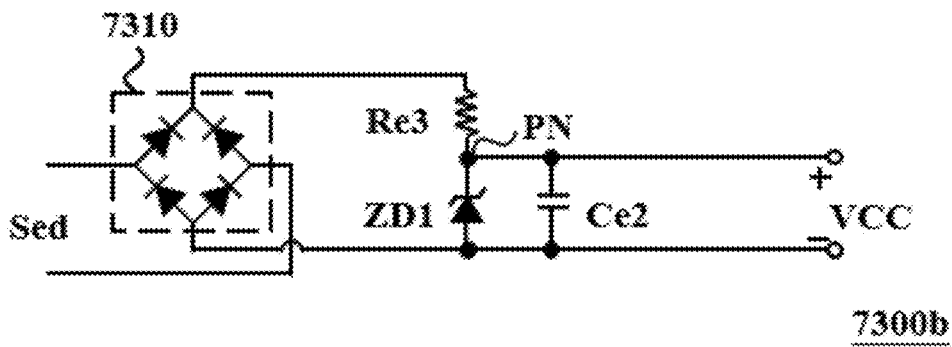 7310
Re3
PN
Sed
ZD1
Ce2
+
VCC
−
7300b